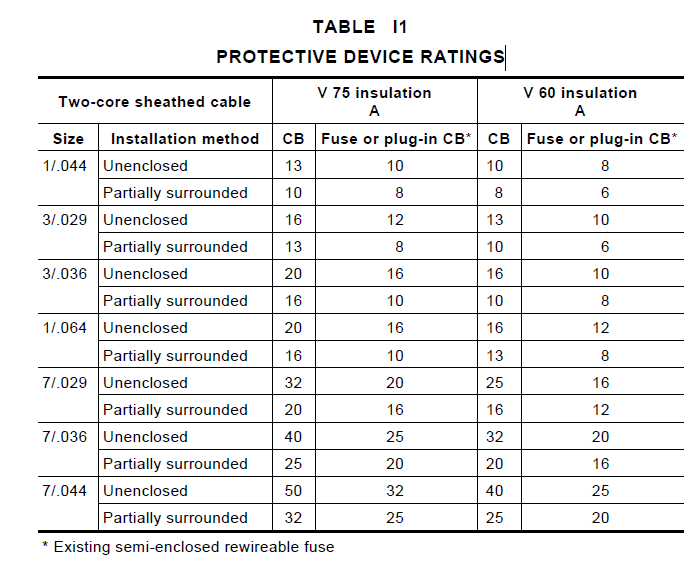 TABLE I1
PROTECTIVE DEVICE RATINGS
Two-core sheathed cable V 75 insulation A V 60 insulation A
Size Installation method CB Fuse or plug-in CB* CB Fuse or plug-in CB*
1/.044 Unenclosed 13 10 10 8
Partially surrounded 10 8 8 6
3/.029 Unenclosed 16 12 13 10
Partially surrounded 13 8 10 6
3/.036 Unenclosed 20 16 16 10
Partially surrounded 16 10 10 8
1/.064 Unenclosed 20 16 16 12
Partially surrounded 16 10 13 8
7/.029 Unenclosed 32 20 25 16
Partially surrounded 20 16 16 12
7/.036 Unenclosed 40 25 32 20
Partially surrounded 25 20 20 16
7/.044 Unenclosed 50 32 40 25
Partially surrounded 32 25 25 20
* Existing semi-enclosed rewireable fuse